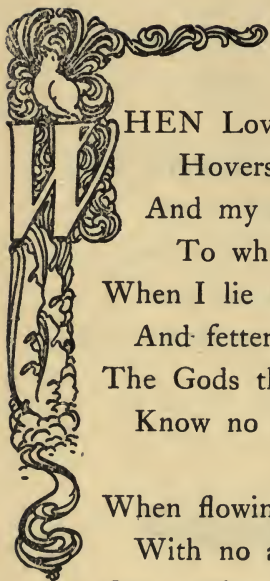 WHEN Lov
Hovers
And my
To wh
When I lie
And fetter
The Gods th
Know no
When flowin
With no a